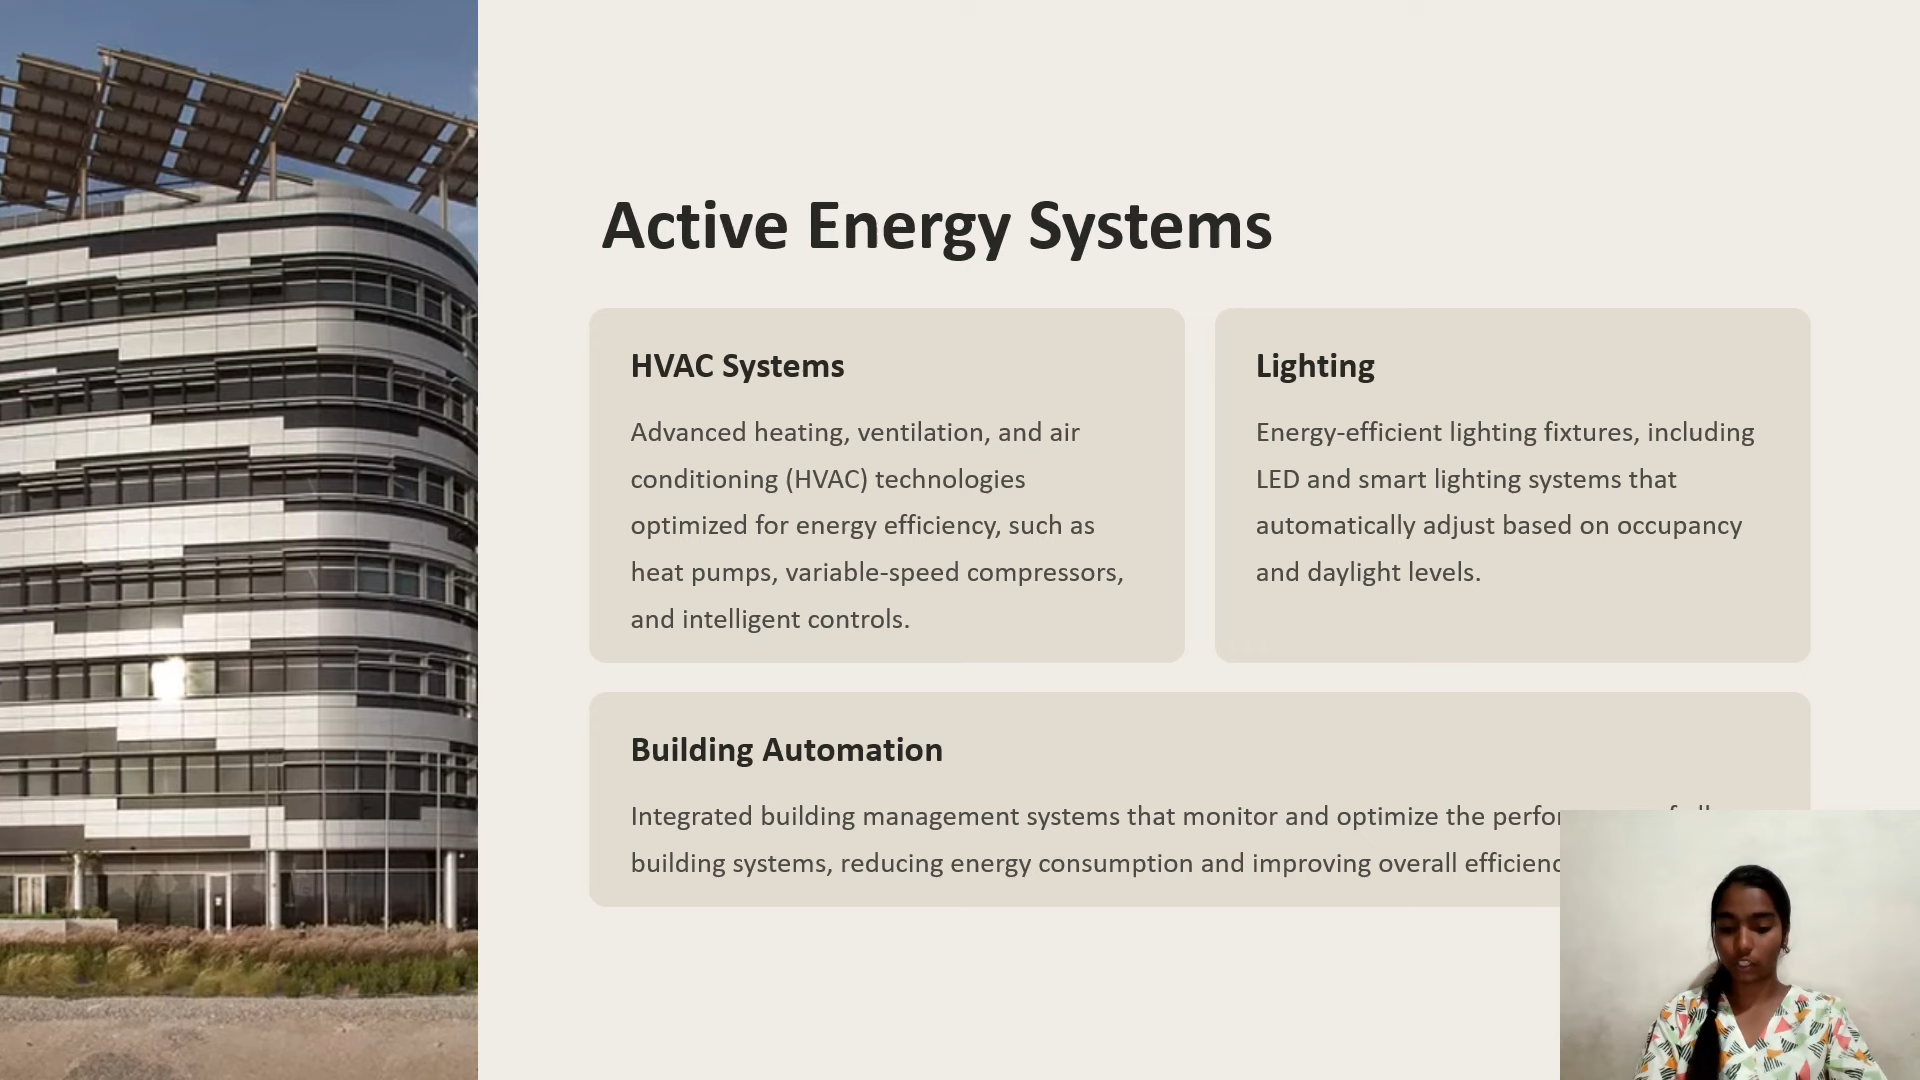 Active Energy Systems
HVAC Systems
Advanced heating, ventilation, and air
conditioning (HVAC) technologies
optimized for energy efficiency, such as
heat pumps, variable-speed compressors,
and intelligent controls.
Lighting
Energy-efficient lighting fixtures, including
LED and smart lighting systems that
automatically adjust based on occupancy
and daylight levels.
Building Automation
Integrated building management systems that monitor and optimize the
building systems, reducing energy consumption and improving overall